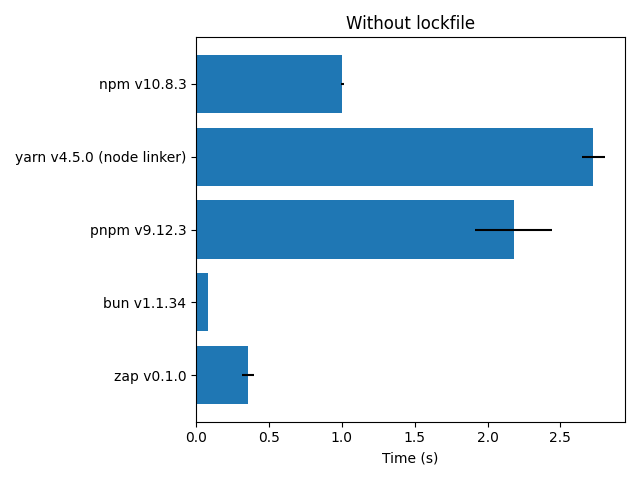 Without lockfile
npm v10.8.3
yarn v4.5.0 (node linker)
pnpm v9.12.3
bun v1.1.34
zap v0.1.0
0.0 0.5 1.0 1.5 2.0 2.5
Time (s)